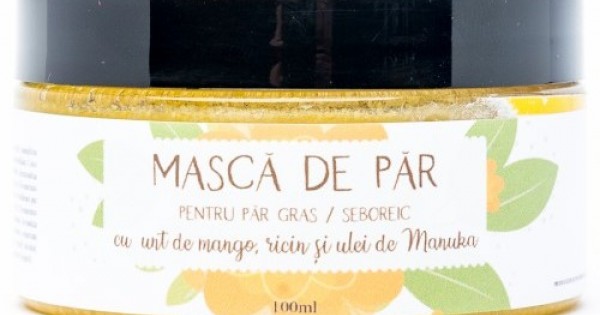 MASCĂ DE PĂR
PENTRU PĂR GRAS / SEBOREIC
cu unt de mango, ricin și ulei de Manuka
100ml